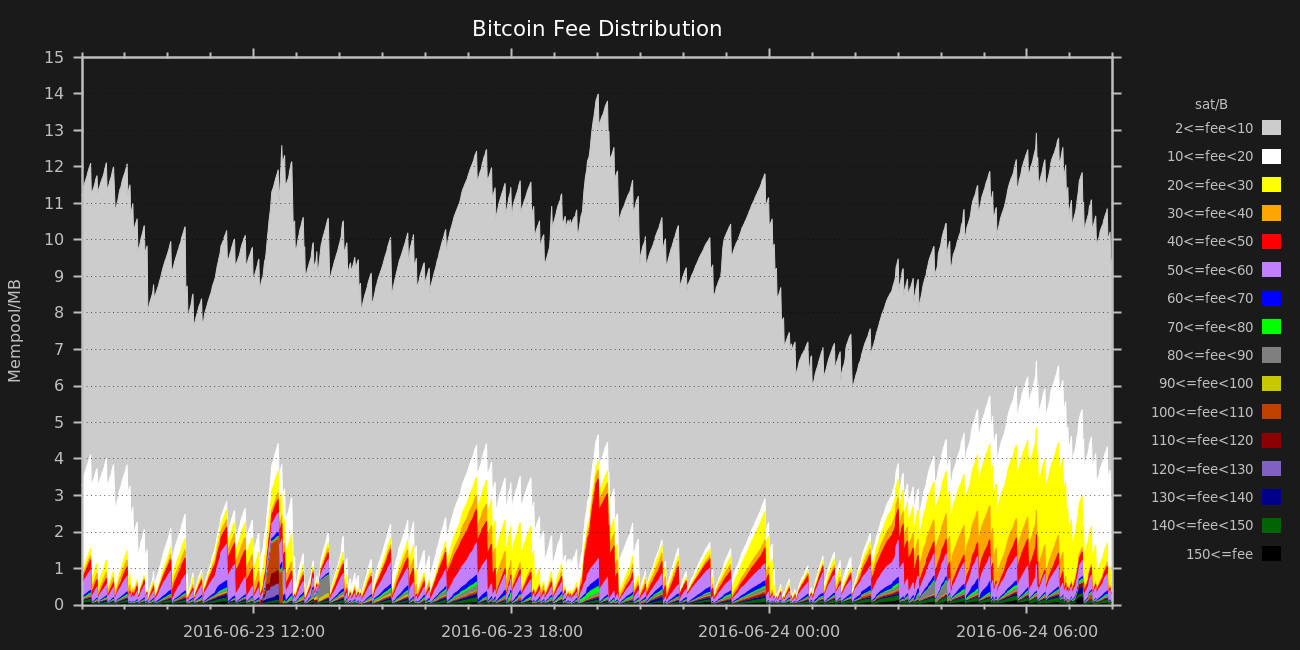 Bitcoin Fee Distribution
Mempool/MB
15
14
13
12
11
10
9
8
7
6
5
4
3
2
1
0
2016-06-23 12:00
2016-06-23 18:00
2016-06-24 00:00
2016-06-24 06:00
sat/B
2<=fee<10
10<=fee<20
20<=fee<30
30<=fee<40
40<=fee<50
50<=fee<60
60<=fee<70
70<=fee<80
80<=fee<90
90<=fee<100
100<=fee<110
110<=fee<120
120<=fee<130
130<=fee<140
140<=fee<150
150<=fee